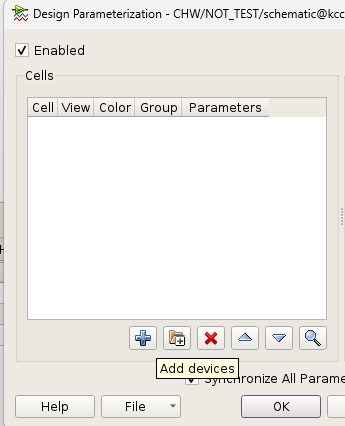 Design Parameterization - CHW/NOT_TEST/schematic@kcc
Enabled
Cells
Cell View Color Group Parameters
Add devices
Synchronize All Parame
Help File OK